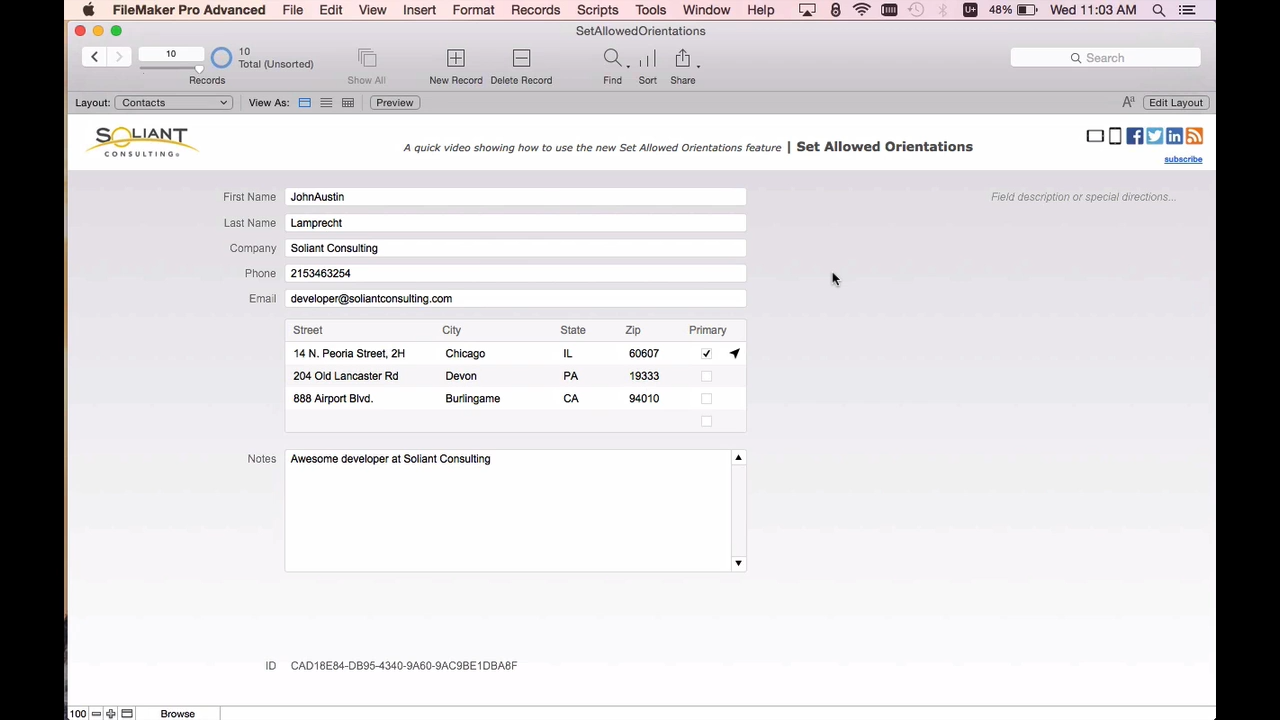 FileMaker Pro Advanced File Edit View Insert Format Records Scripts Tools Window Help 48% Wed 11:03 AM
SetAllowedOrientations
10
10
Total (Unsorted)
Records
Show All
New Record
Delete Record
Find
Sort
Share
Search
Layout: Contacts View As: Preview Edit Layout
SOLIANT
CONSULTING
A quick video showing how to use the new Set Allowed Orientations feature | Set Allowed Orientations
subscribe
First Name JohnAustin
Field description or special directions...
Last Name Lamprecht
Company Soliant Consulting
Phone 2153463254
Email developer@soliantconsulting.com
Street City State Zip Primary
14 N. Peoria Street, 2H Chicago IL 60607
204 Old Lancaster Rd Devon PA 19333
888 Airport Blvd. Burlingame CA 94010
Notes Awesome developer at Soliant Consulting
ID CAD18E84-DB95-4340-9A60-9AC9BE1DBA8F
100 Browse